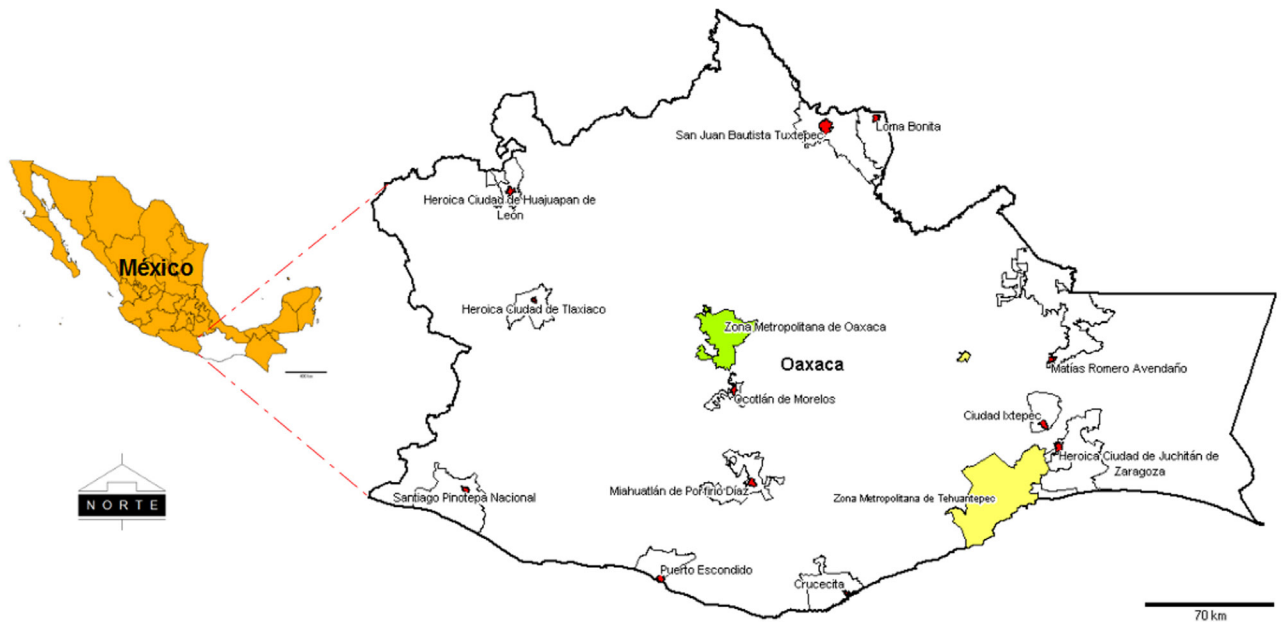 San Juan Bautista Tuxtepec
Loma Bonita
Heroica Ciudad de Huajuapan de
León
México
Heroica Ciudad de Tlaxiaco
Zona Metropolitana de Oaxaca
Oaxaca
Matías Romero Avendaño
Ocotlán de Morelos
Ciudad Ixtepec
Heroica Ciudad de Juchitán de
Zaragoza
Miahuatlán de Porfirio Díaz
Santiago Pinotepa Nacional
Zona Metropolitana de Tehuantepec
NORTE
Puerto Escondido
Crucecita
70 km